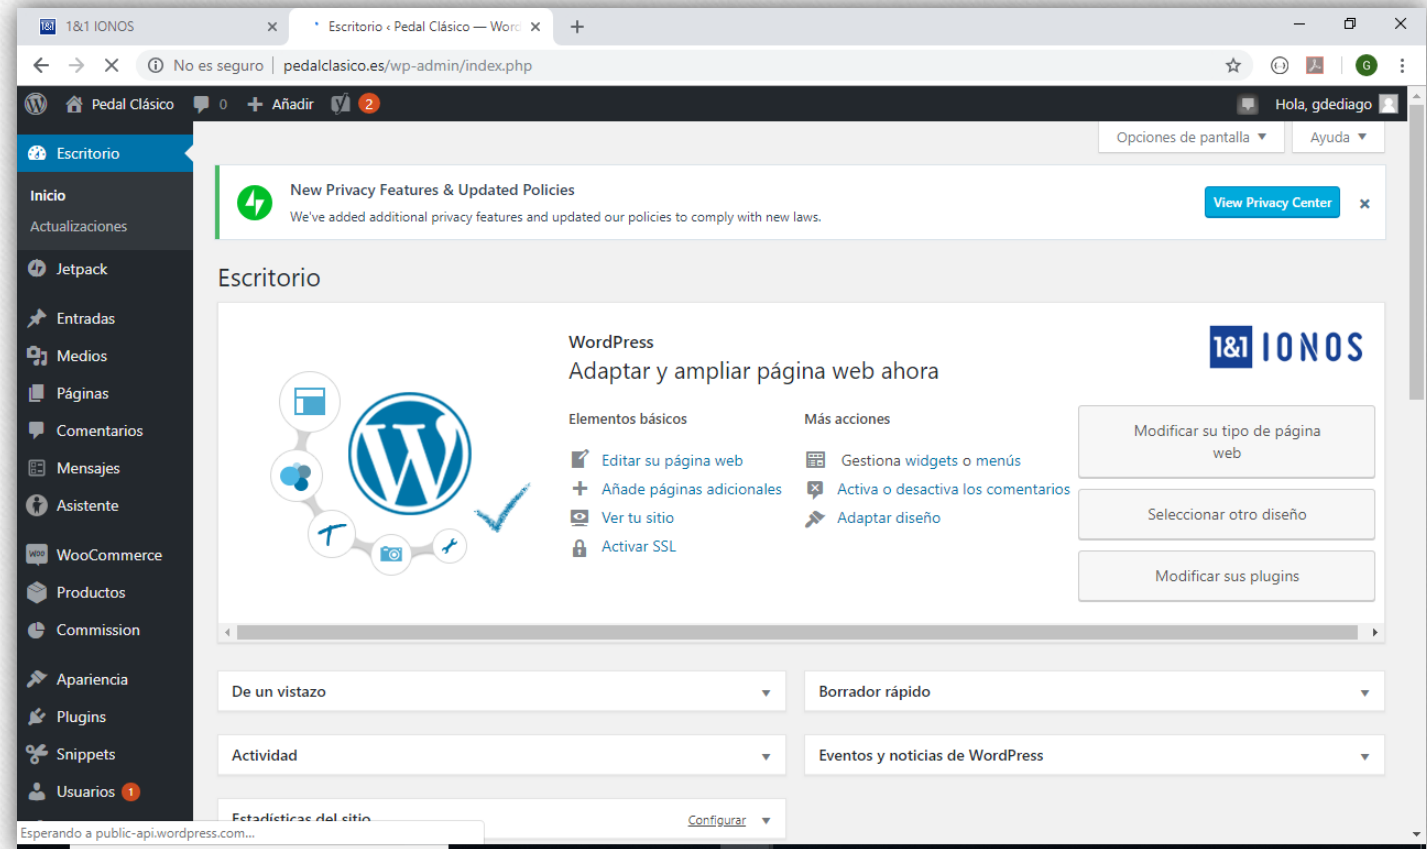 1&1 IONOS
Escritorio ‹ Pedal Clásico — Word
No es seguro | pedalclasico.es/wp-admin/index.php
G
Pedal Clásico 0 + Añadir 2
Hola, gdediago
Opciones de pantalla ▼ Ayuda ▼
Escritorio
Inicio
Actualizaciones
Jetpack
Entradas
Medios
Páginas
Comentarios
Mensajes
Asistente
WooCommerce
Productos
Commission
Apariencia
Plugins
Snippets
Usuarios 1
New Privacy Features & Updated Policies
We've added additional privacy features and updated our policies to comply with new laws.
View Privacy Center
Escritorio
WordPress
Adaptar y ampliar página web ahora
1&1 IONOS
Elementos básicos
Editar su página web
Añade páginas adicionales
Ver tu sitio
Activar SSL
Más acciones
Gestiona widgets o menús
Activa o desactiva los comentarios
Adaptar diseño
Modificar su tipo de página
web
Seleccionar otro diseño
Modificar sus plugins
De un vistazo
Borrador rápido
Actividad
Eventos y noticias de WordPress
Estadísticas del sitio
Configurar
Esperando a public-api.wordpress.com...